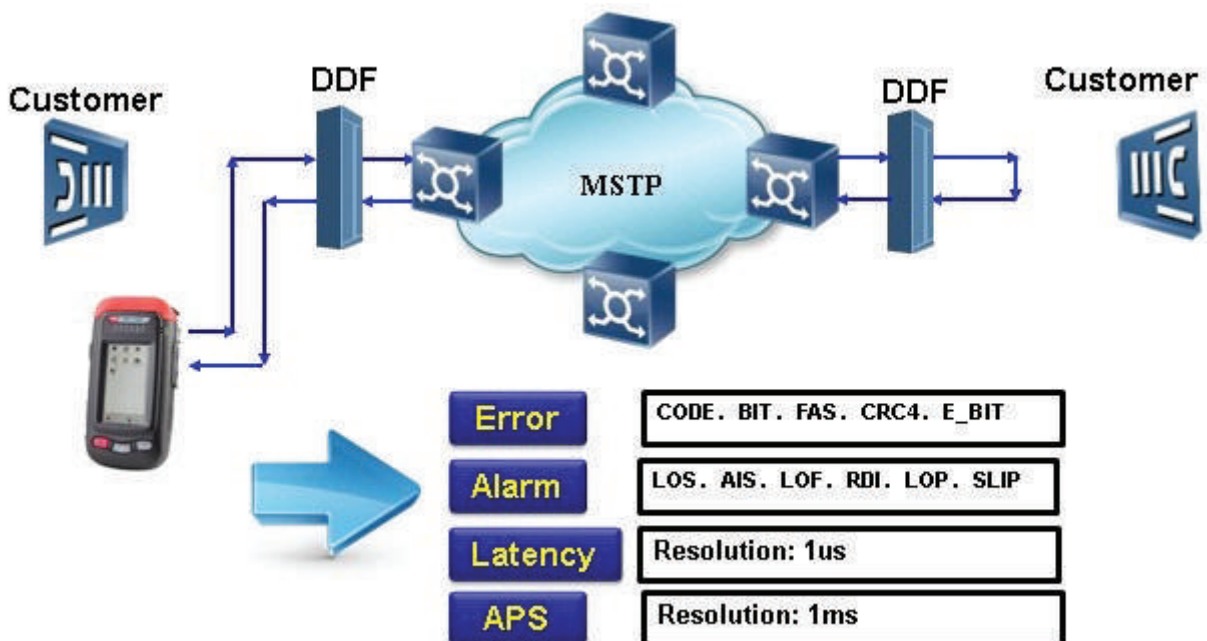 Customer
DDF
DDF
Customer
MSTP
Error
CODE. BIT. FAS. CRC4. E_BIT
Alarm
LOS. AIS. LOF. RDI. LOP. SLIP
Latency
Resolution: 1us
APS
Resolution: 1ms